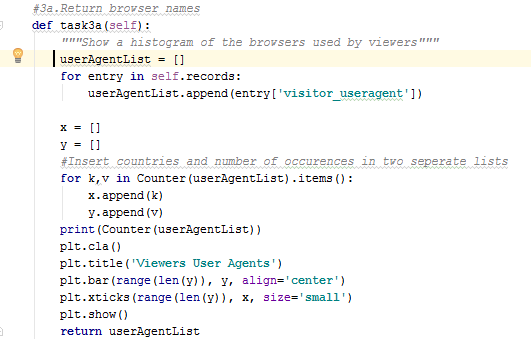 #3a.Return browser names
def task3a(self):
"""Show a histogram of the browsers used by viewers"""
userAgentList = []
for entry in self.records:
userAgentList.append(entry['visitor_useragent'])
x = []
y = []
#Insert countries and number of occurences in two seperate lists
for k,v in Counter(userAgentList).items():
x.append(k)
y.append(v)
print(Counter(userAgentList))
plt.cla()
plt.title('Viewers User Agents')
plt.bar(range(len(y)), y, align='center')
plt.xticks(range(len(y)), x, size='small')
plt.show()
return userAgentList